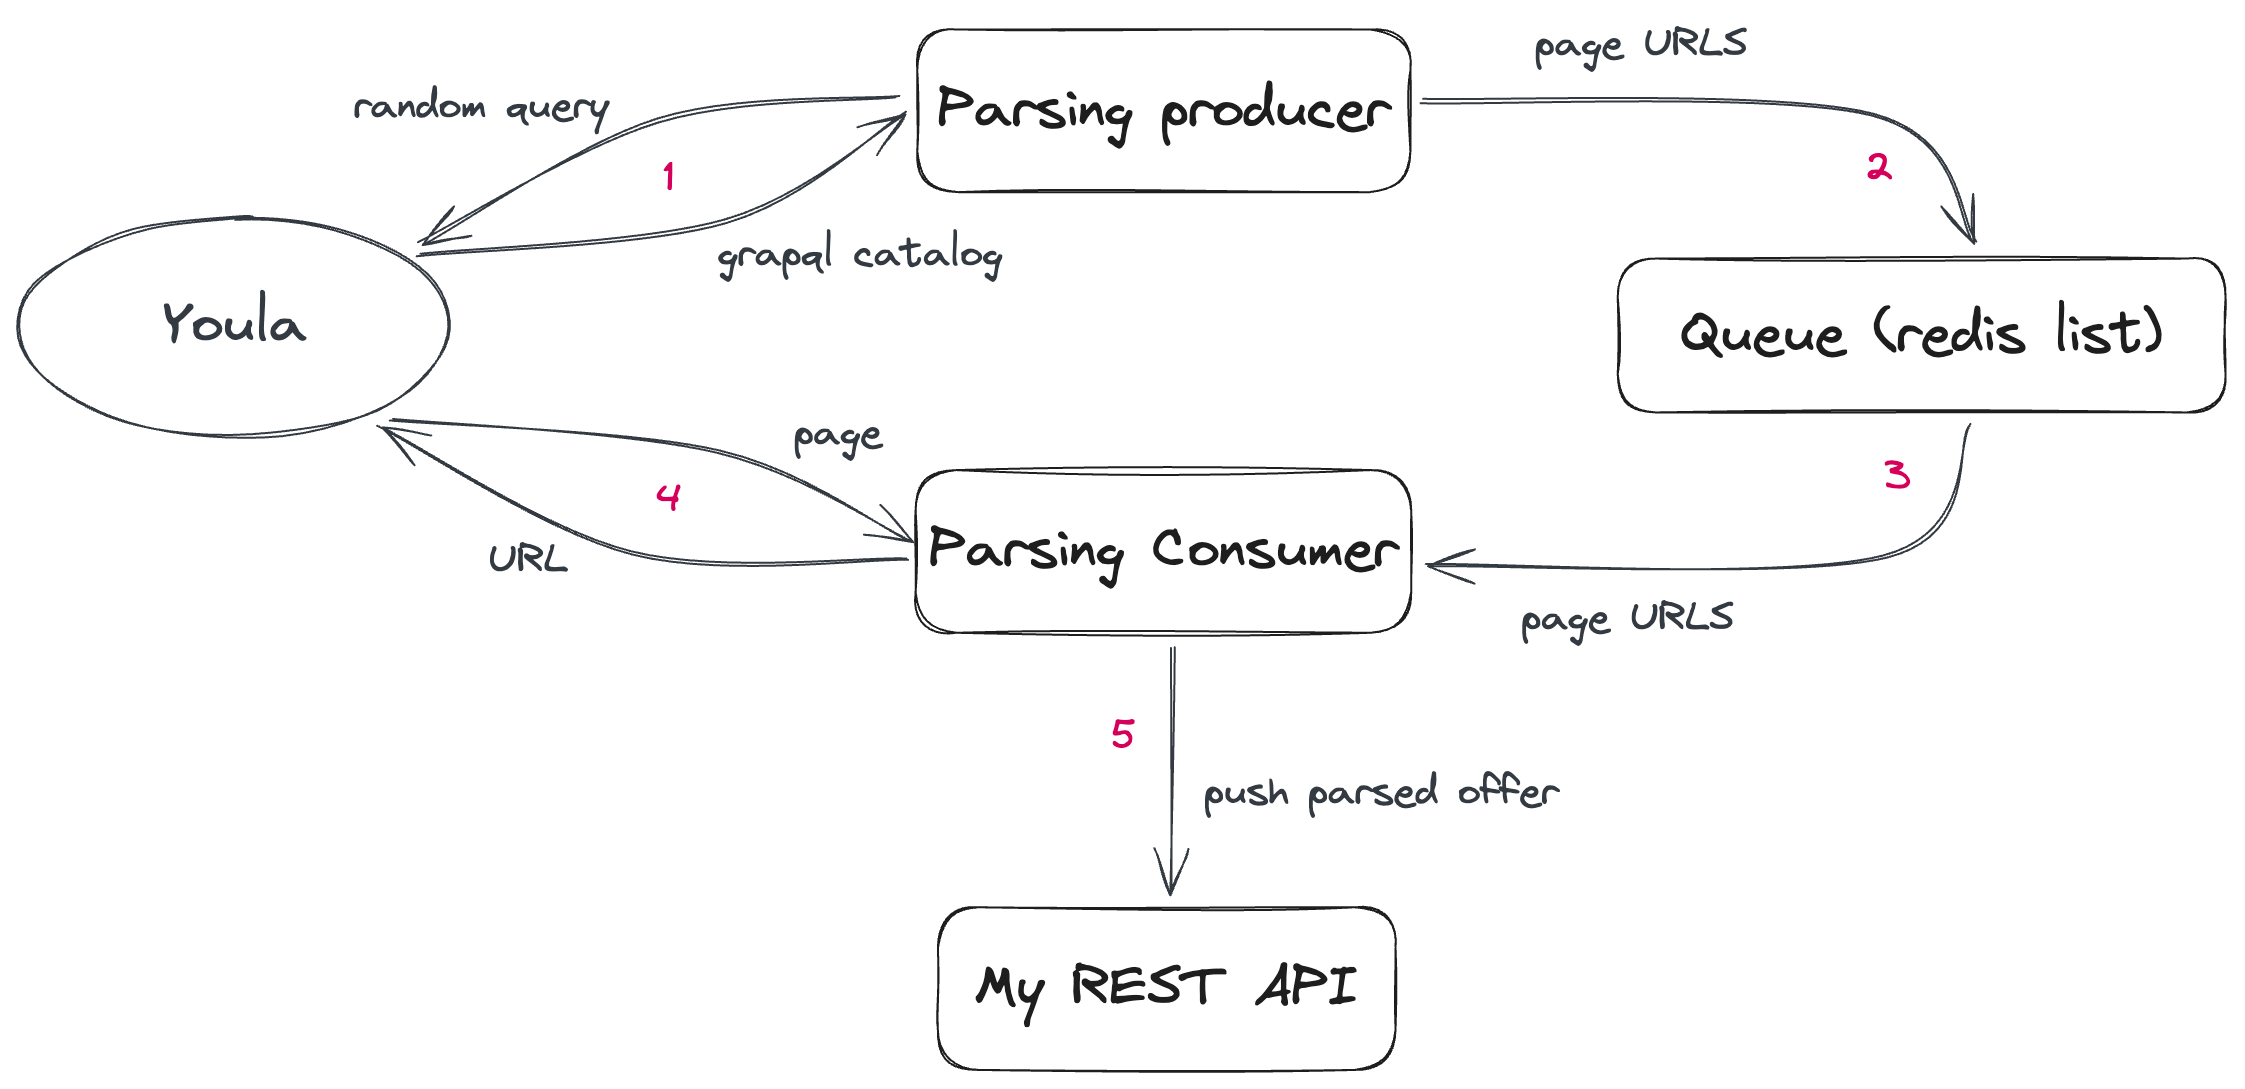 Parsing producer
page URLS
random query
1
2
grapql catalog
Youla
Queue (redis list)
page
3
4
Parsing Consumer
URL
page URLS
5
push parsed offer
My REST API